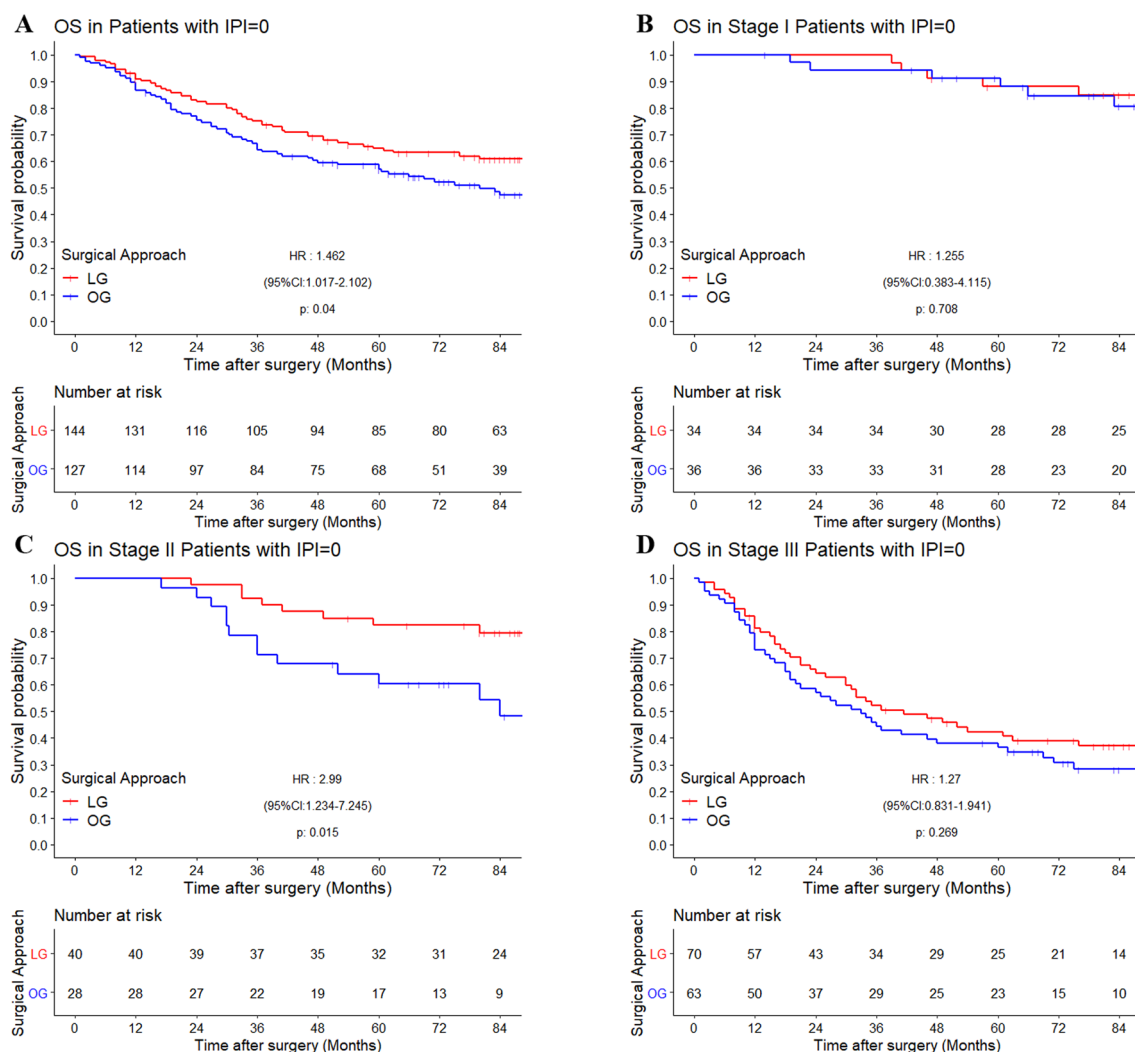 A OS in Patients with IPI=0
Survival probability
1.0
0.9
0.8
0.7
0.6
0.5
0.4
0.3
0.2
0.1
0.0
Surgical Approach
LG
OG
HR : 1.462
(95%CI:1.017-2.102)
p: 0.04
0 12 24 36 48 60 72 84
Time after surgery (Months)
Number at risk
Surgical Approach
LG 144 131 116 105 94 85 80 63
OG 127 114 97 84 75 68 51 39
0 12 24 36 48 60 72 84
Time after surgery (Months)
B OS in Stage I Patients with IPI=0
Survival probability
1.0
0.9
0.8
0.7
0.6
0.5
0.4
0.3
0.2
0.1
0.0
Surgical Approach
LG
OG
HR : 1.255
(95%CI:0.383-4.115)
p: 0.708
0 12 24 36 48 60 72 84
Time after surgery (Months)
Number at risk
Surgical Approach
LG 34 34 34 34 30 28 28 25
OG 36 36 33 33 31 28 23 20
0 12 24 36 48 60 72 84
Time after surgery (Months)
C OS in Stage II Patients with IPI=0
Survival probability
1.0
0.9
0.8
0.7
0.6
0.5
0.4
0.3
0.2
0.1
0.0
Surgical Approach
LG
OG
HR : 2.99
(95%CI:1.234-7.245)
p: 0.015
0 12 24 36 48 60 72 84
Time after surgery (Months)
Number at risk
Surgical Approach
LG 40 40 39 37 35 32 31 24
OG 28 28 27 22 19 17 13 9
0 12 24 36 48 60 72 84
Time after surgery (Months)
D OS in Stage III Patients with IPI=0
Survival probability
1.0
0.9
0.8
0.7
0.6
0.5
0.4
0.3
0.2
0.1
0.0
Surgical Approach
LG
OG
HR : 1.27
(95%CI:0.831-1.941)
p: 0.269
0 12 24 36 48 60 72 84
Time after surgery (Months)
Number at risk
Surgical Approach
LG 70 57 43 34 29 25 21 14
OG 63 50 37 29 25 23 15 10
0 12 24 36 48 60 72 84
Time after surgery (Months)